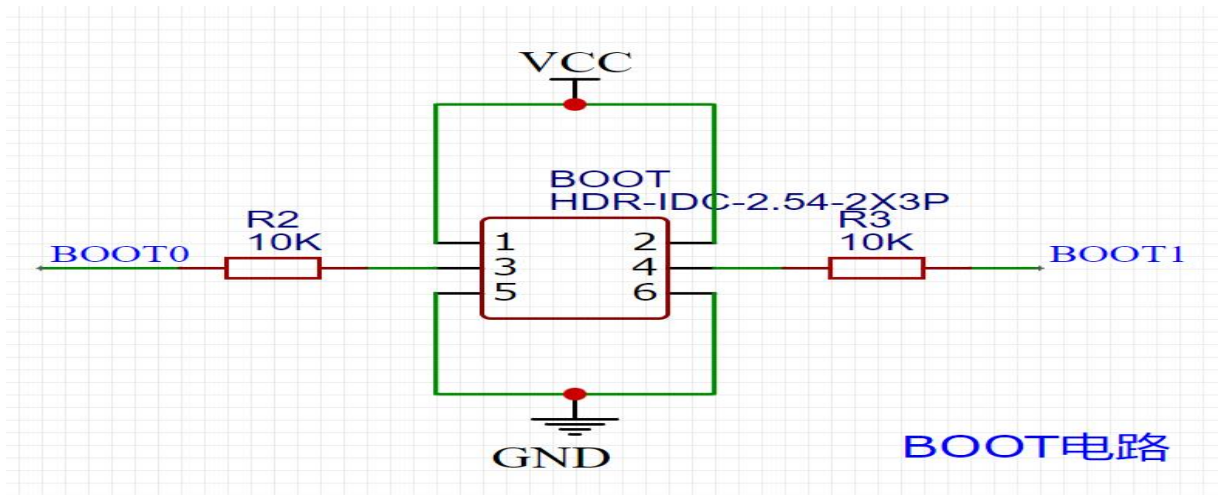 VCC
BOOT
HDR-IDC-2.54-2X3P
R2
10K
R3
10K
BOOT0
BOOT1
1
2
3
4
5
6
GND
BOOT电路